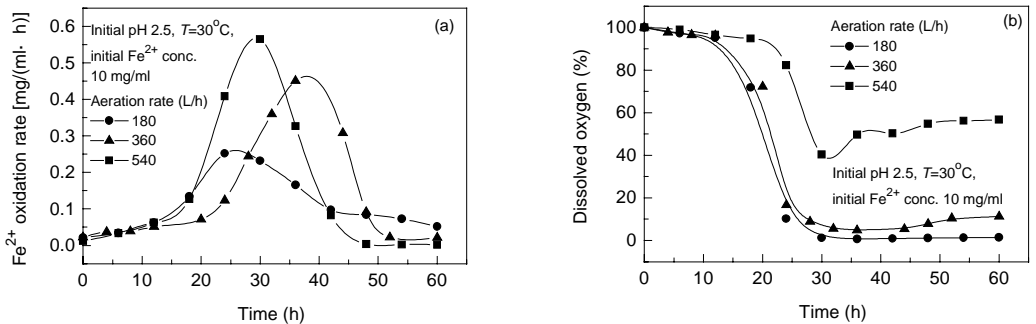 (a)
Initial pH 2.5, T=30°C,
initial Fe²⁺ conc.
10 mg/ml
Aeration rate (L/h)
180
360
540
Fe²⁺ oxidation rate [mg/(ml· h)]
0.6
0.5
0.4
0.3
0.2
0.1
0.0
0 10 20 30 40 50 60
Time (h)
(b)
Aeration rate (L/h)
180
360
540
Initial pH 2.5, T=30°C,
initial Fe²⁺ conc. 10 mg/ml
Dissolved oxygen (%)
100
80
60
40
20
0
0 10 20 30 40 50 60
Time (h)